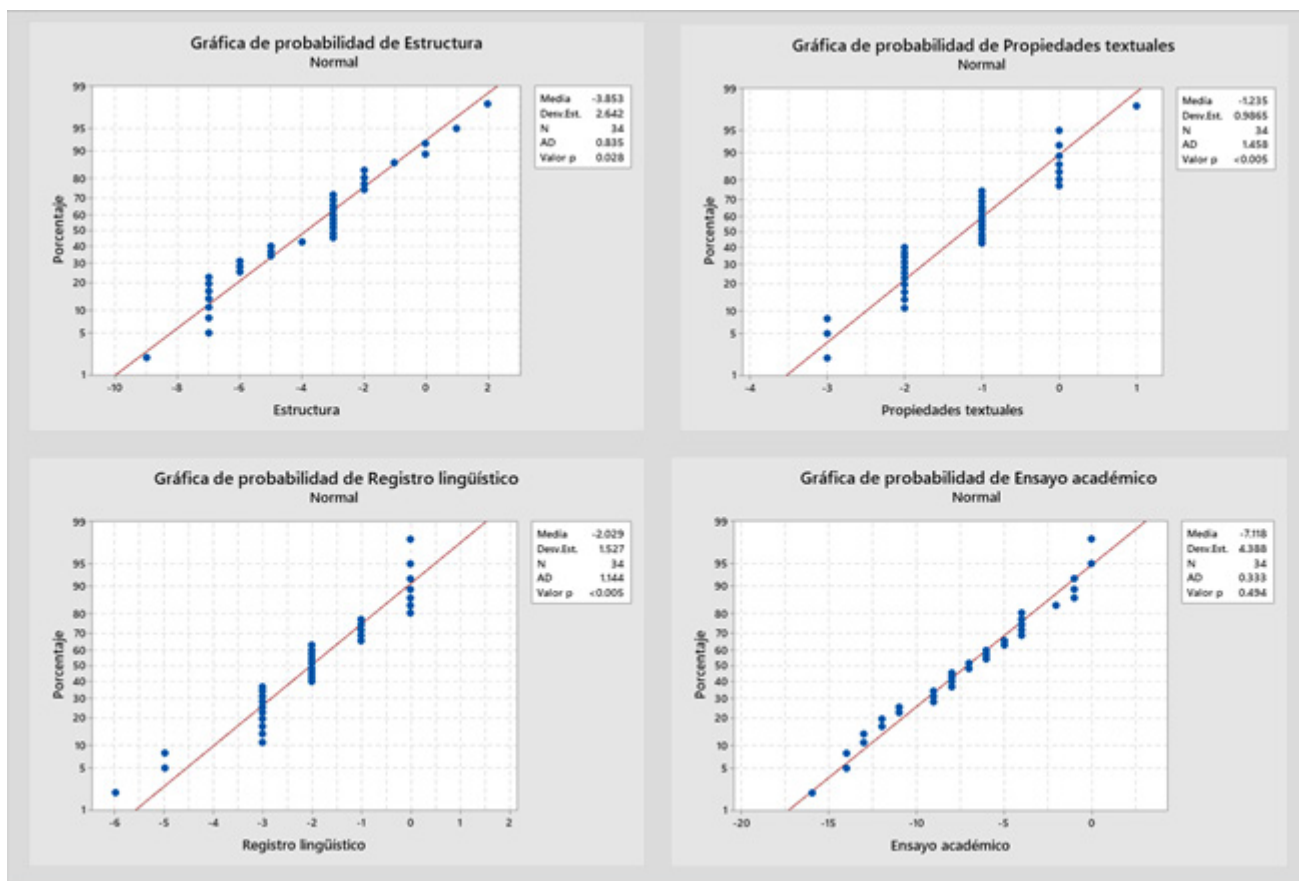 Gráfica de probabilidad de Estructura
Normal
99
95
90
80
70
60
50
40
30
20
10
5
1
Porcentaje
-10 -8 -6 -4 -2 0 2
Estructura
Media -3.853
Desv.Est. 2.642
N 34
AD 0.835
Valor p 0.028
Gráfica de probabilidad de Propiedades textuales
Normal
99
95
90
80
70
60
50
40
30
20
10
5
1
Porcentaje
-4 -3 -2 -1 0 1
Propiedades textuales
Media -1.235
Desv.Est. 0.9865
N 34
AD 1.458
Valor p <0.005
Gráfica de probabilidad de Registro lingüístico
Normal
99
95
90
80
70
60
50
40
30
20
10
5
1
Porcentaje
-6 -5 -4 -3 -2 -1 0 1 2
Registro lingüístico
Media -2.029
Desv.Est. 1.527
N 34
AD 1.144
Valor p <0.005
Gráfica de probabilidad de Ensayo académico
Normal
99
95
90
80
70
60
50
40
30
20
10
5
1
Porcentaje
-20 -15 -10 -5 0
Ensayo académico
Media -7.118
Desv.Est. 4.388
N 34
AD 0.333
Valor p 0.494